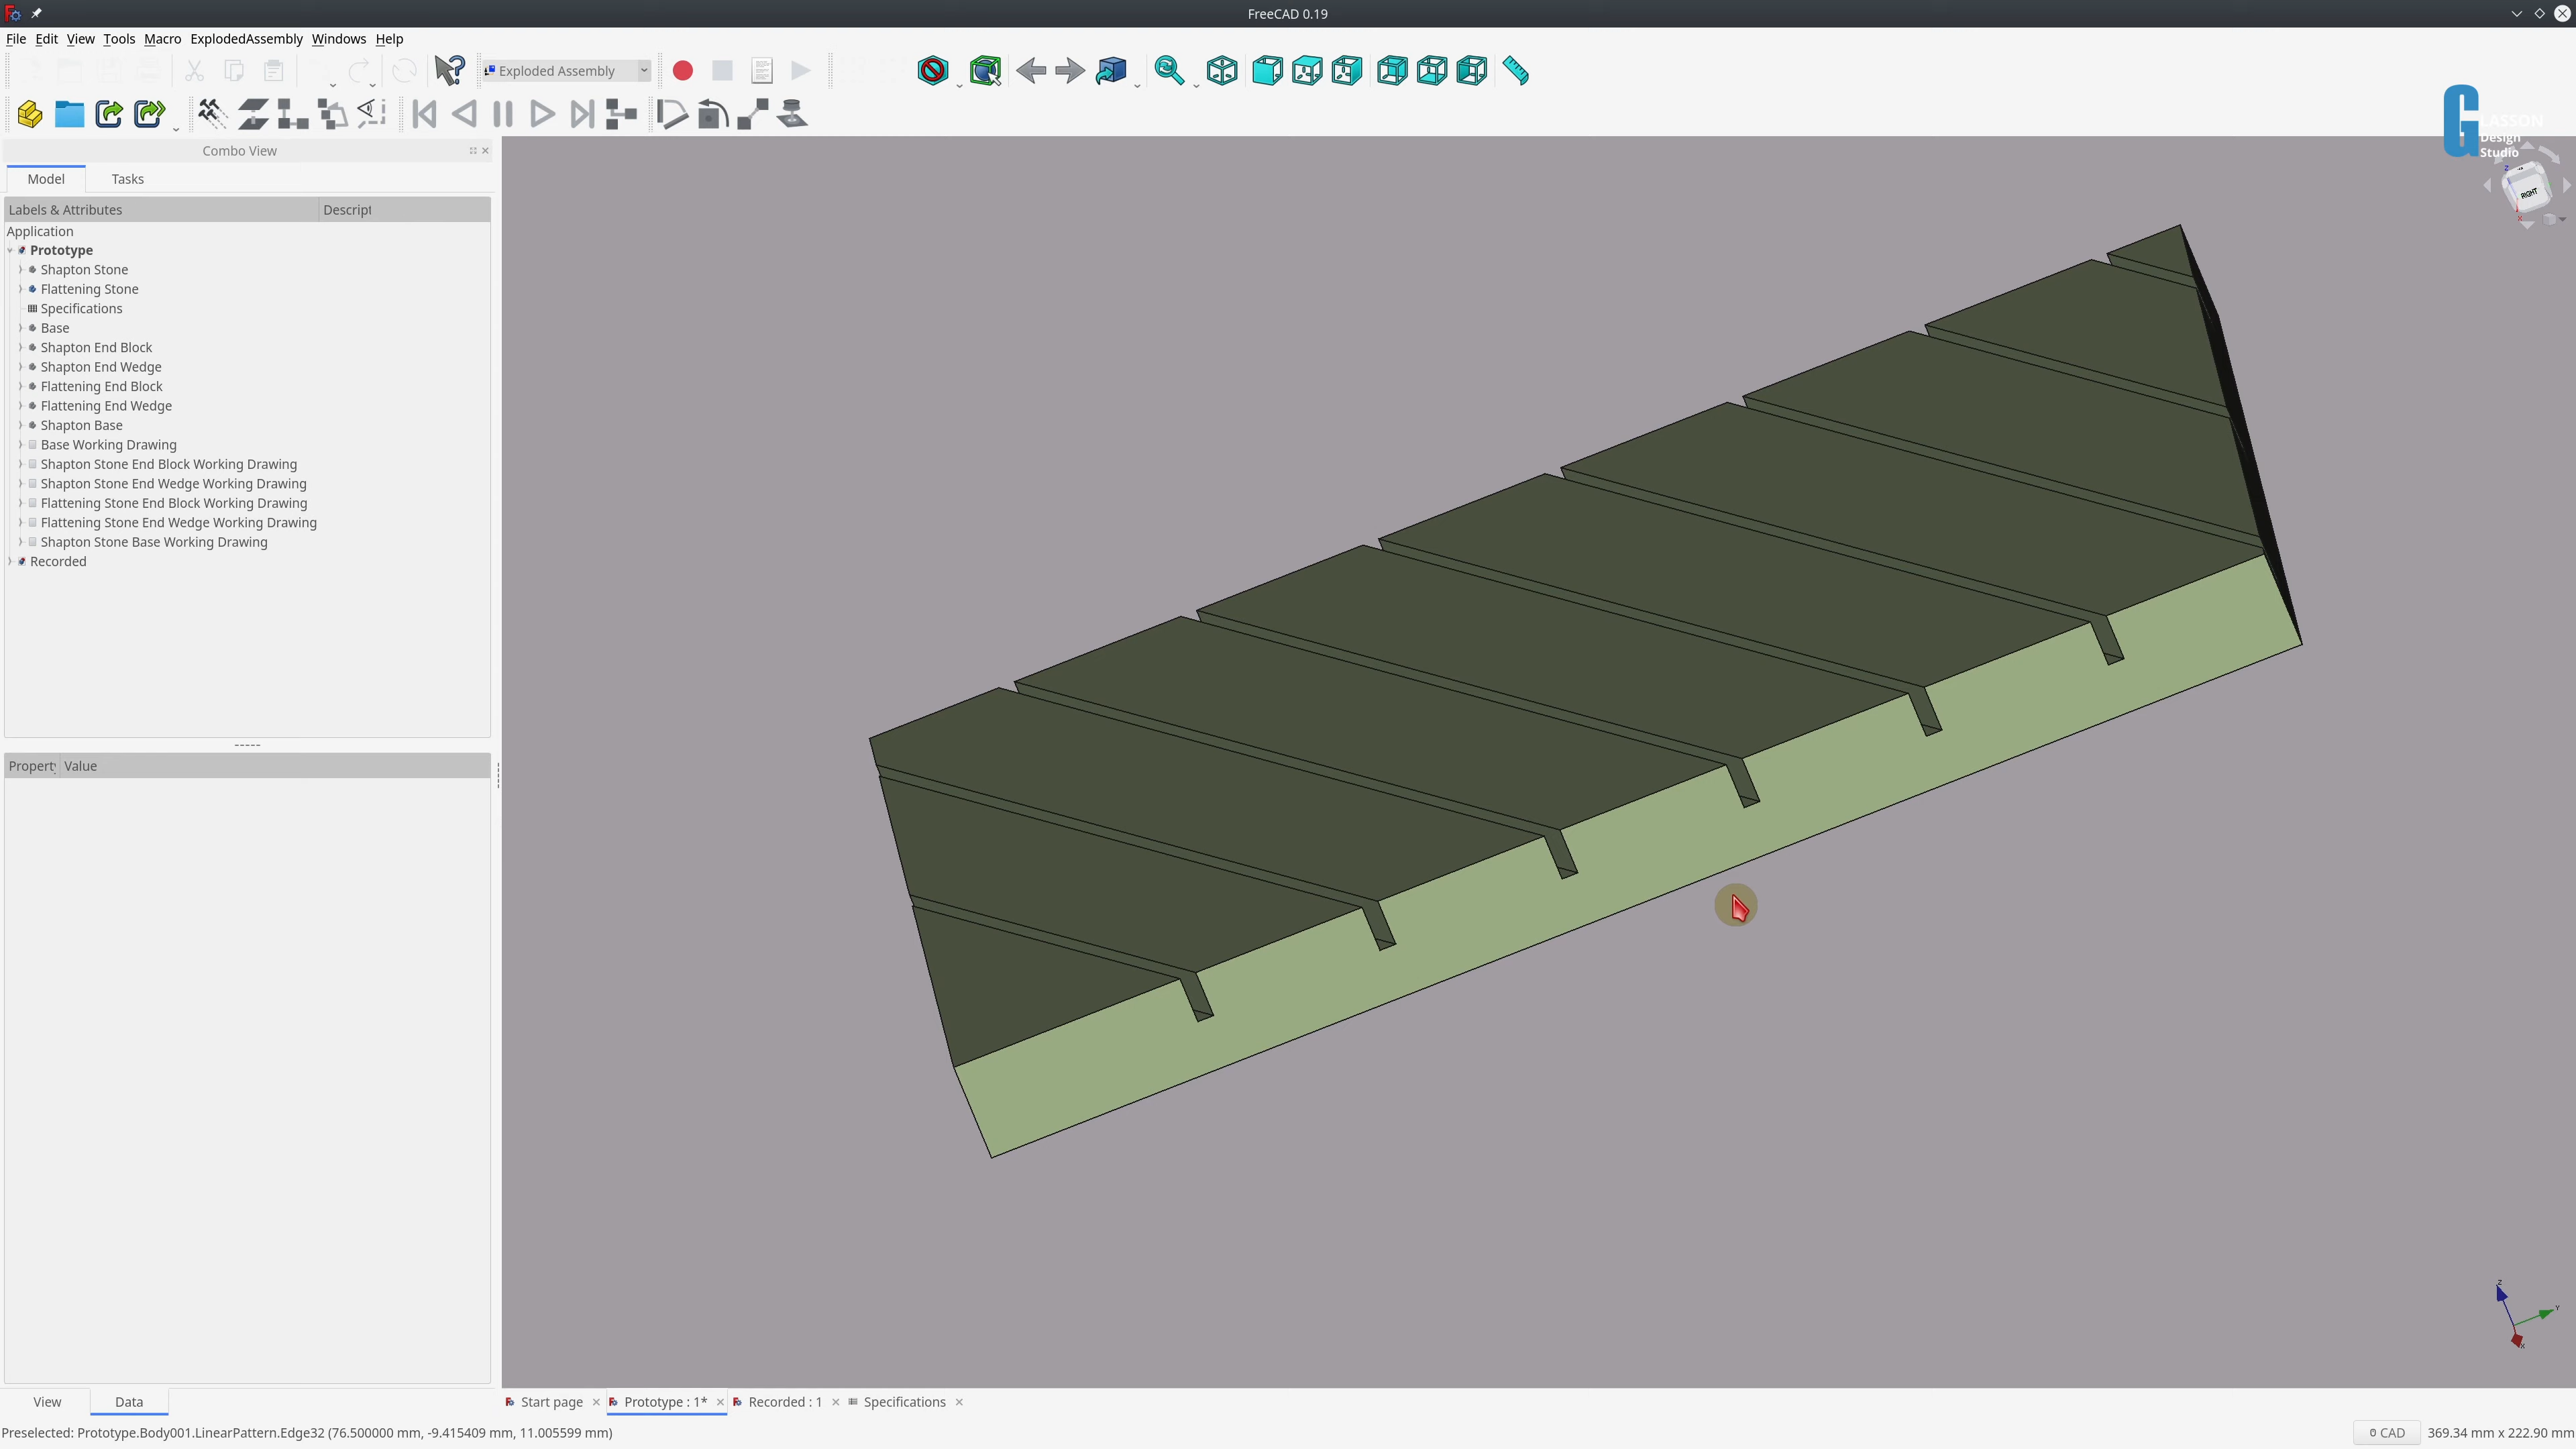 FreeCAD 0.19
File Edit View Tools Macro ExplodedAssembly Windows Help
Exploded Assembly
G LASSON
Design
Studio
Combo View
Model Tasks
Labels & Attributes Descript
Application
Prototype
Shapton Stone
Flattening Stone
Specifications
Base
Shapton End Block
Shapton End Wedge
Flattening End Block
Flattening End Wedge
Shapton Base
Base Working Drawing
Shapton Stone End Block Working Drawing
Shapton Stone End Wedge Working Drawing
Flattening Stone End Block Working Drawing
Flattening Stone End Wedge Working Drawing
Shapton Stone Base Working Drawing
Recorded
RIGHT
Z
X
Property Value
Z
Y
X
View Data
Start page Prototype : 1* Recorded : 1 Specifications
Preselected: Prototype.Body001.LinearPattern.Edge32 (76.500000 mm, -9.415409 mm, 11.005599 mm)
CAD 369.34 mm x 222.90 mm